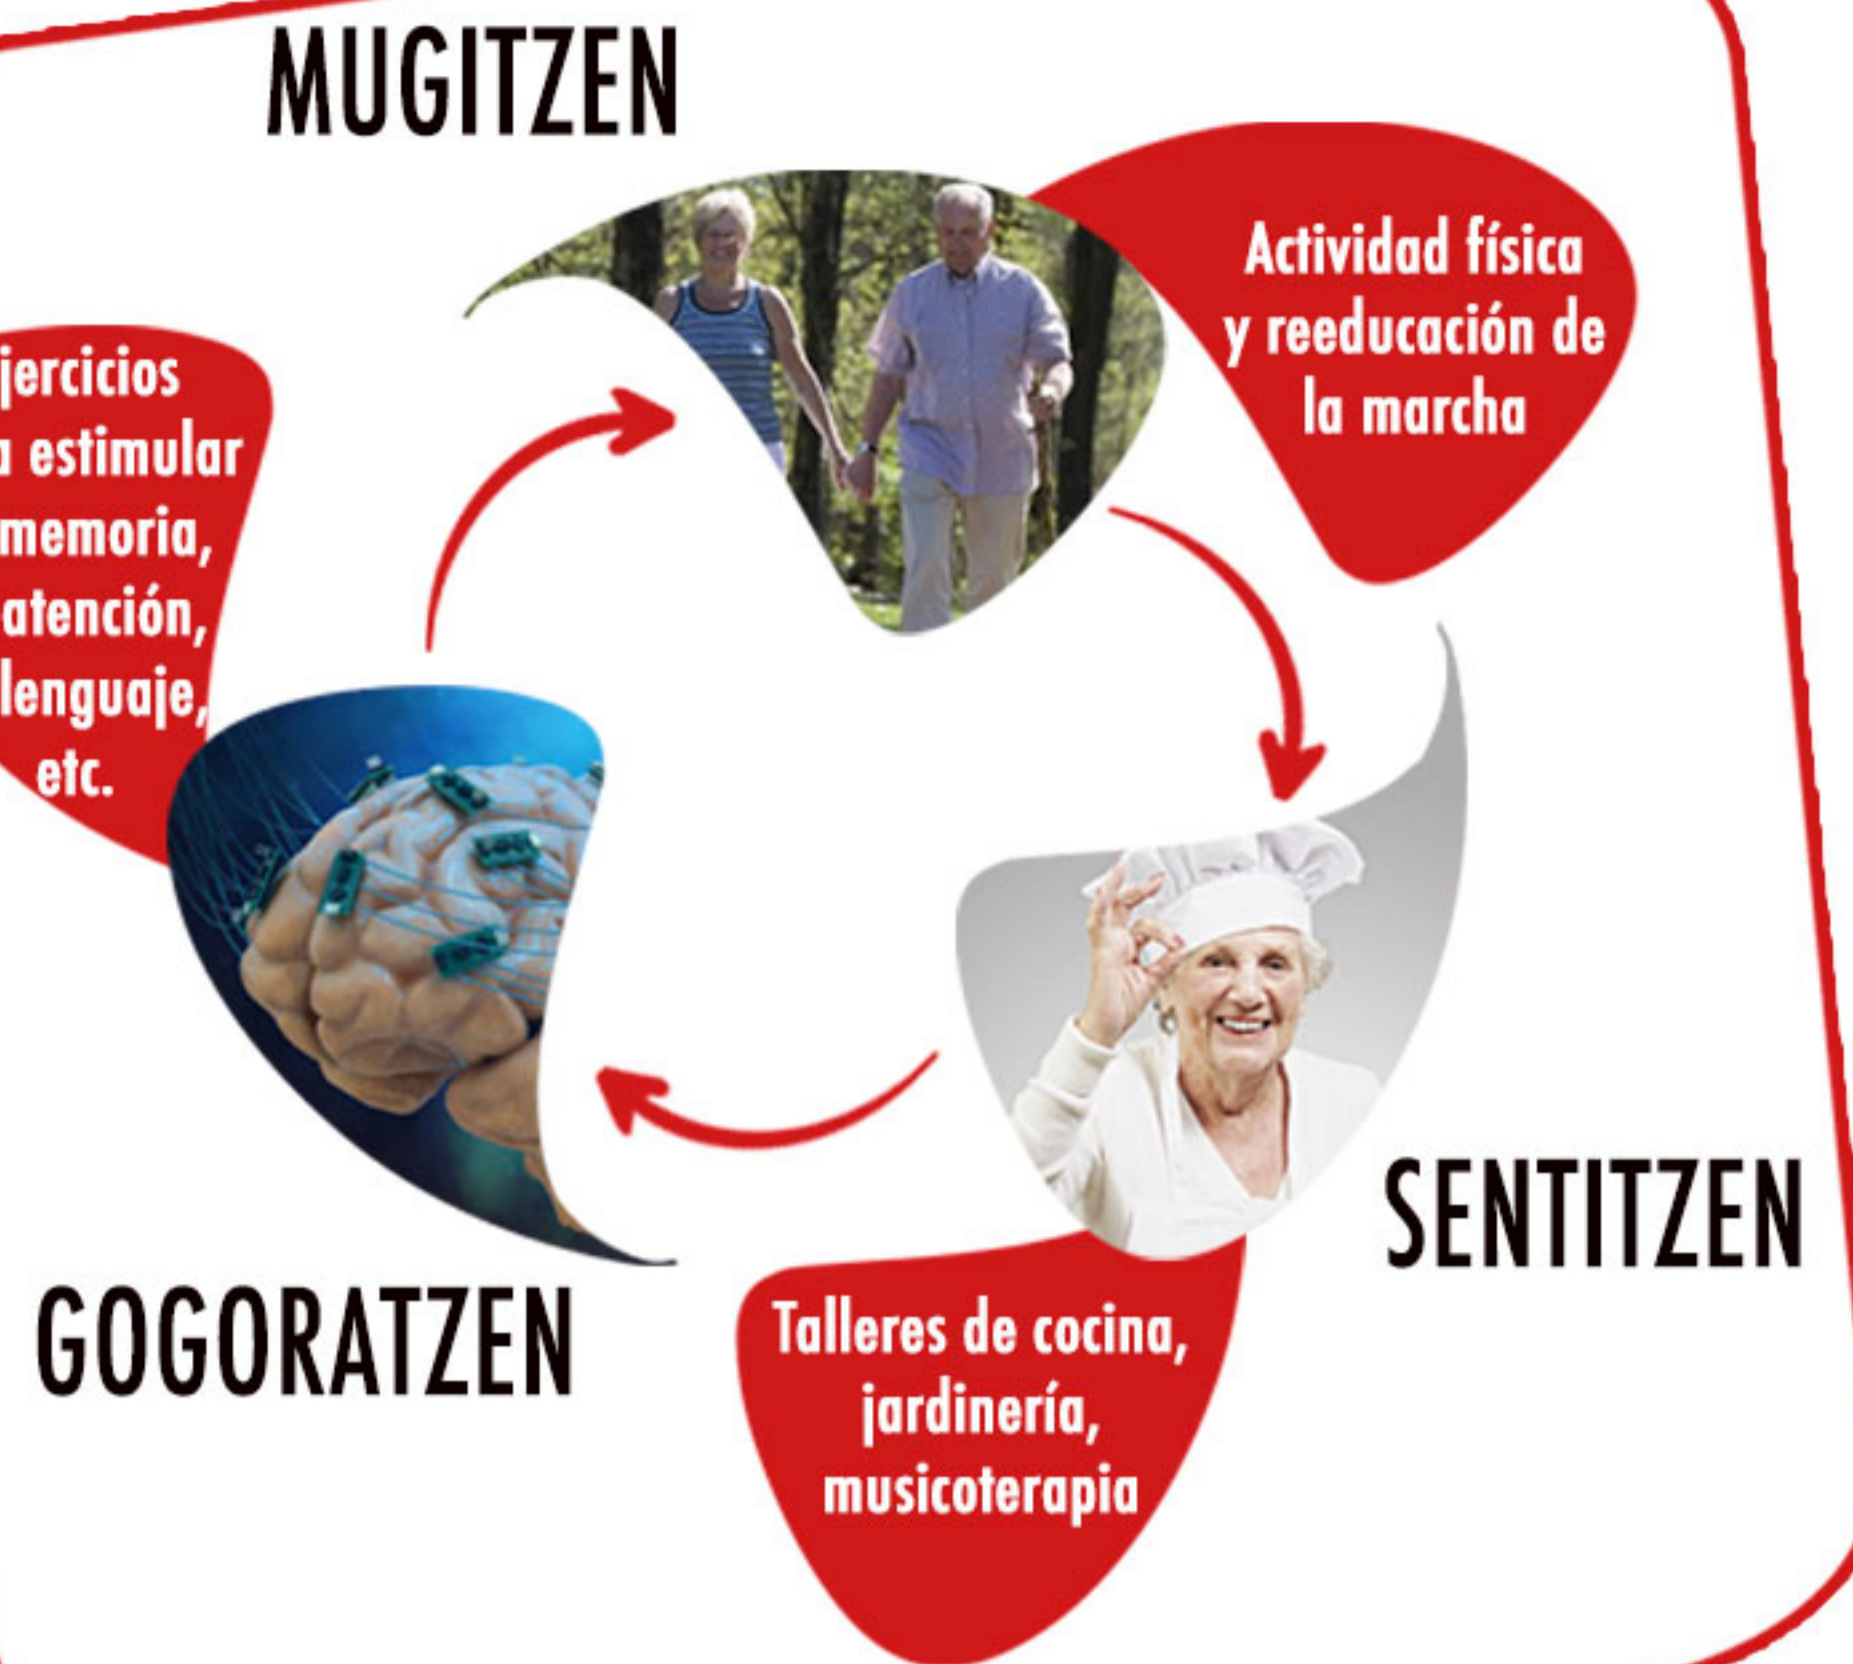 MUGITZEN
Actividad física
y reeducación de
la marcha
estimular
memoria,
atención,
lenguaje,
etc.
SENTITZEN
GOGORATZEN
Talleres de cocina,
jardinería,
musicoterapia